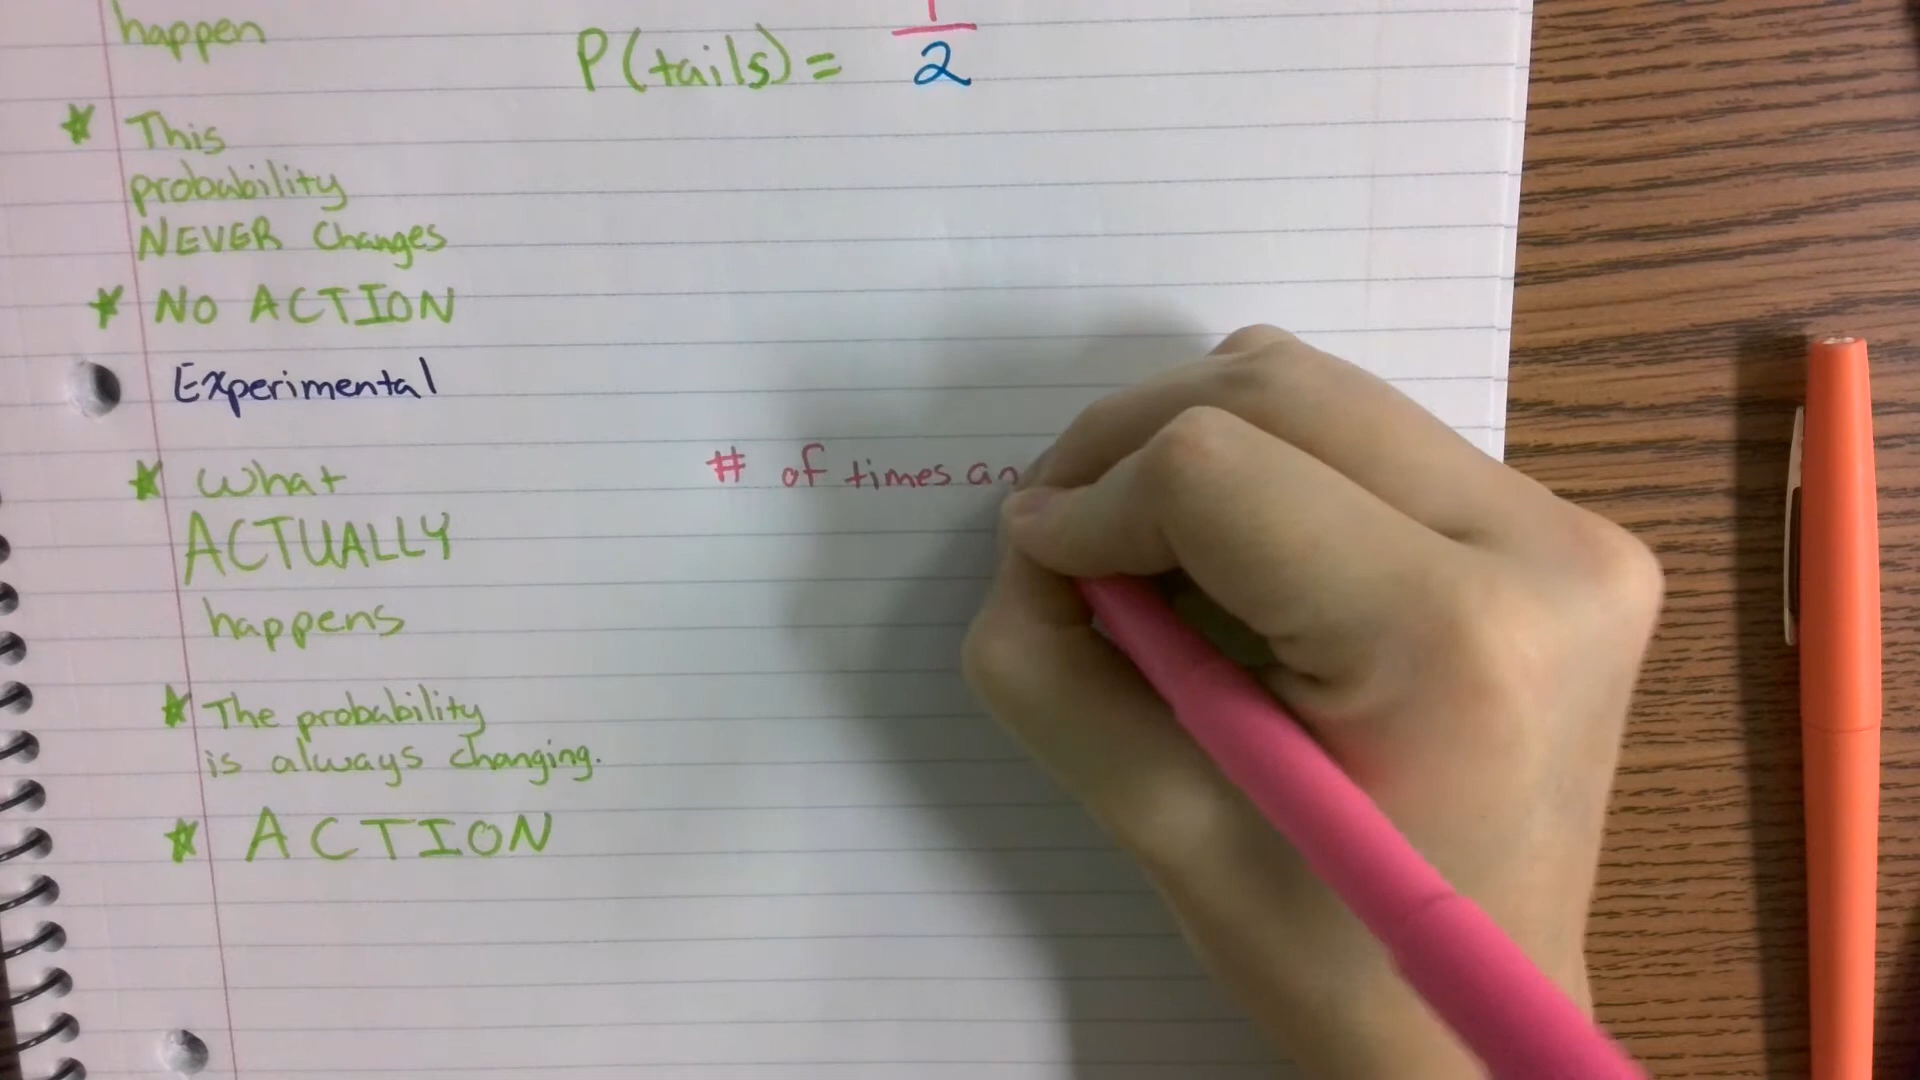 happen
P(tails) = 1/2
* This
probability
NEVER Changes
* NO ACTION
Experimental
* What
# of times an
ACTUALLY
happens
* The probability
is always changing.
* ACTION